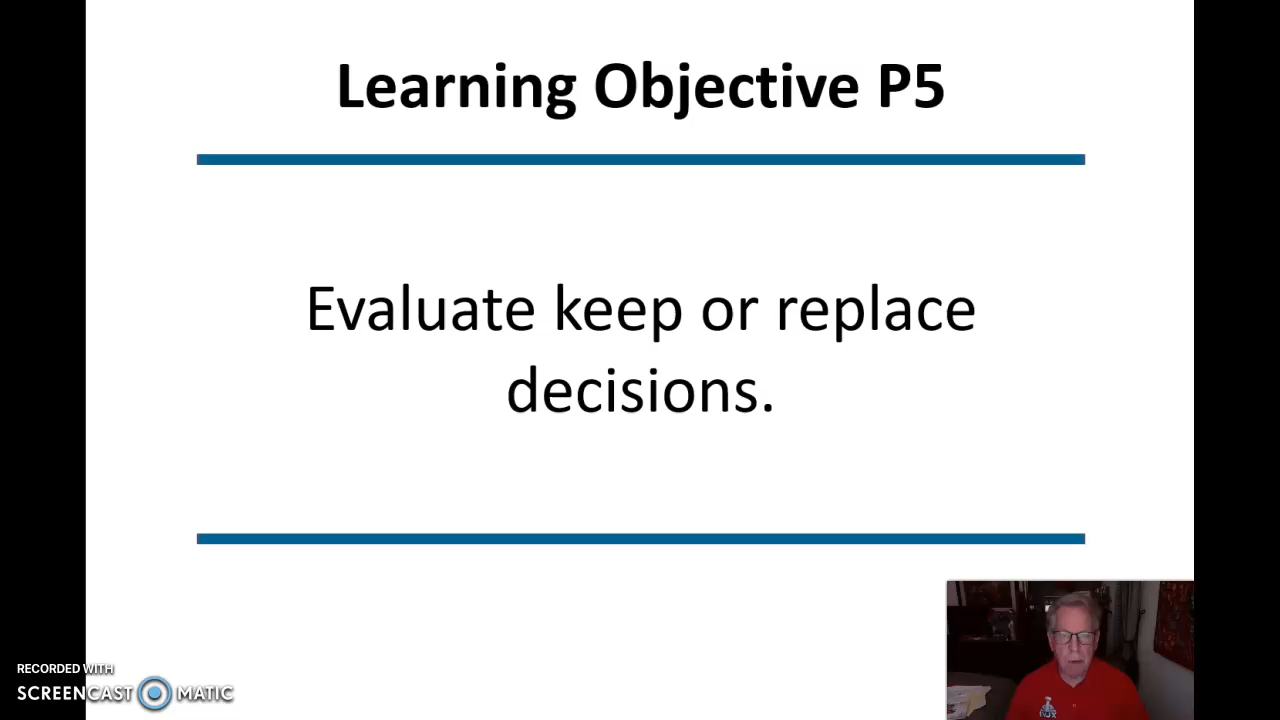 Learning Objective P5
Evaluate keep or replace
decisions.
RECORDED WITH
SCREENCAST MATIC